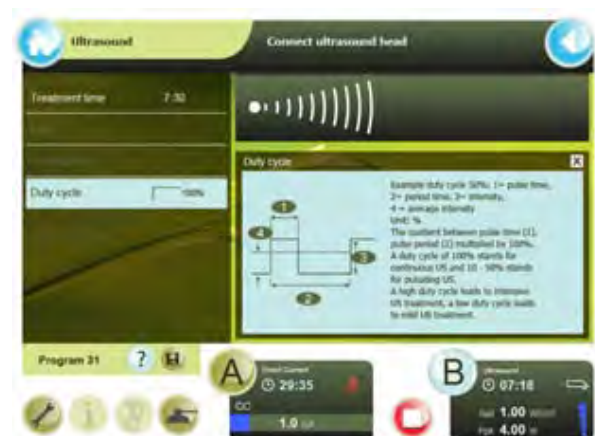 Ultrasound
Connect ultrasound head
Treatment time 7:30
Duty cycle 100%
Duty cycle
X
Example duty cycle 50%: 1= pulse time,
2= period time, 3= intensity,
4 = average intensity
Unit: %
The quotient between pulse time (1),
pulse period (2) multiplied by 100%.
A duty cycle of 100% stands for
continuous US and 10 - 50% stands
for pulsating US.
A high duty cycle leads to intensive
US treatment, a low duty cycle leads
to mild US treatment.
1
4
3
2
Program 31
?
A
Direct Current
29:35
CC
1.0
B
Ultrasound
07:18
1.00
4.00